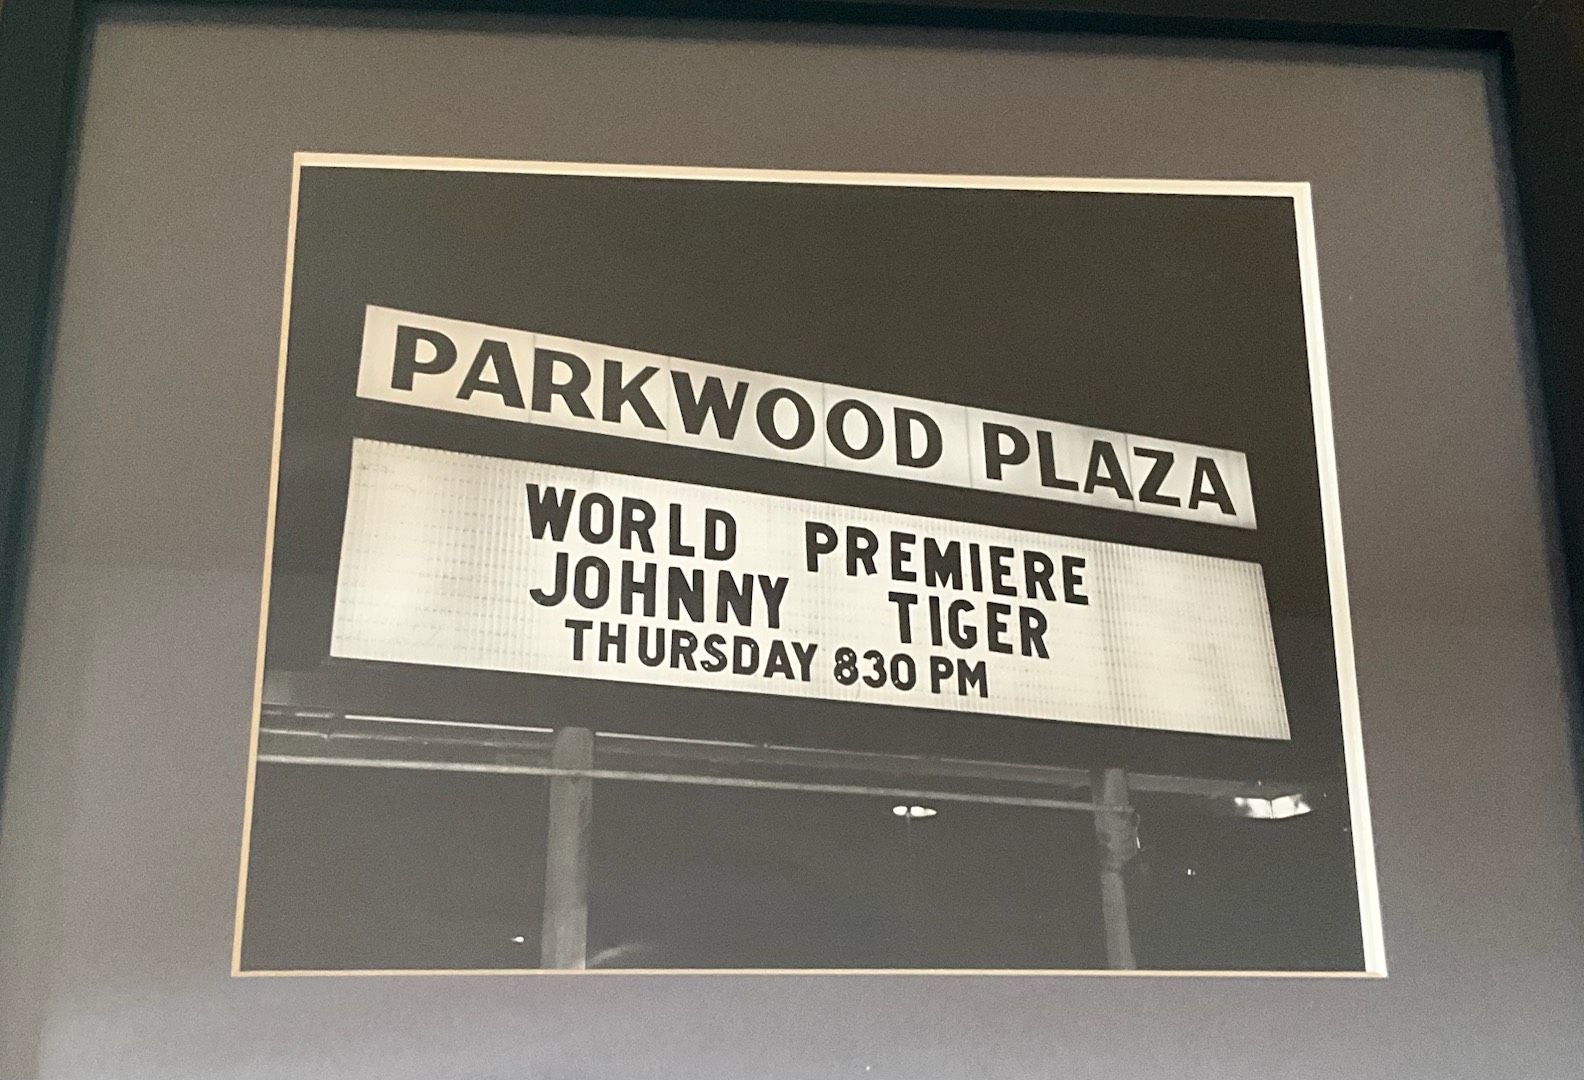 PARKWOOD PLAZA
WORLD PREMIERE
JOHNNY TIGER
THURSDAY 830 PM